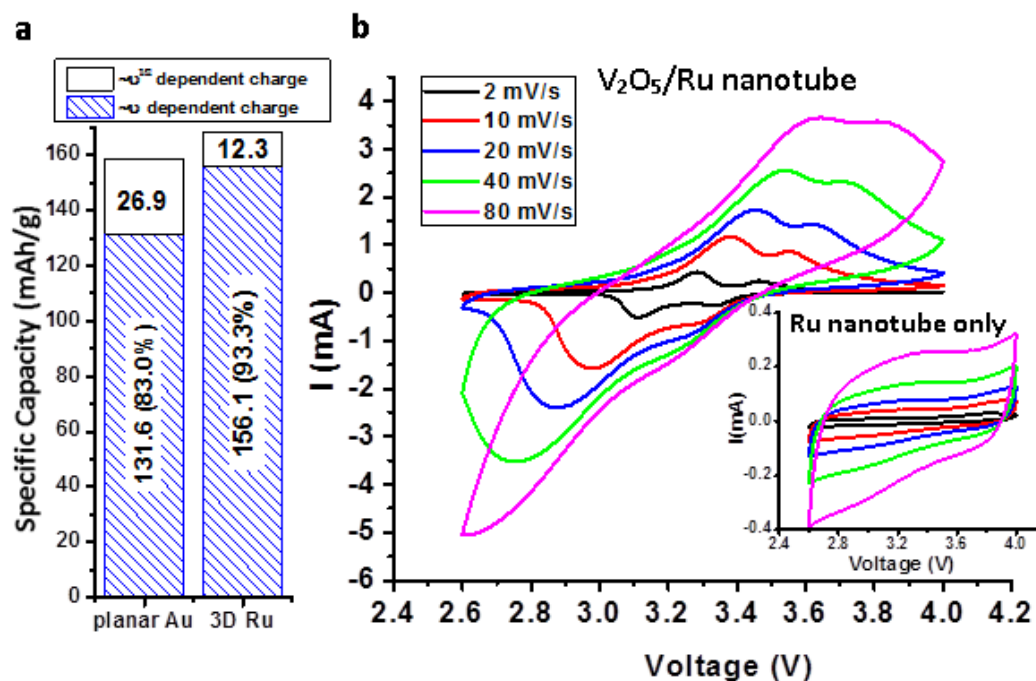 a
~υ¹ᐟ² dependent charge
~υ dependent charge
Specific Capacity (mAh/g)
160
140
120
100
80
60
40
20
0
26.9
131.6 (83.0%)
12.3
156.1 (93.3%)
planar Au
3D Ru
b
V₂O₅/Ru nanotube
2 mV/s
10 mV/s
20 mV/s
40 mV/s
80 mV/s
I (mA)
4
3
2
1
0
-1
-2
-3
-4
-5
-6
2.4 2.6 2.8 3.0 3.2 3.4 3.6 3.8 4.0 4.2
Voltage (V)
Ru nanotube only
I(mA)
0.4
0.2
0.0
-0.2
-0.4
2.4 2.8 3.2 3.6 4.0
Voltage (V)